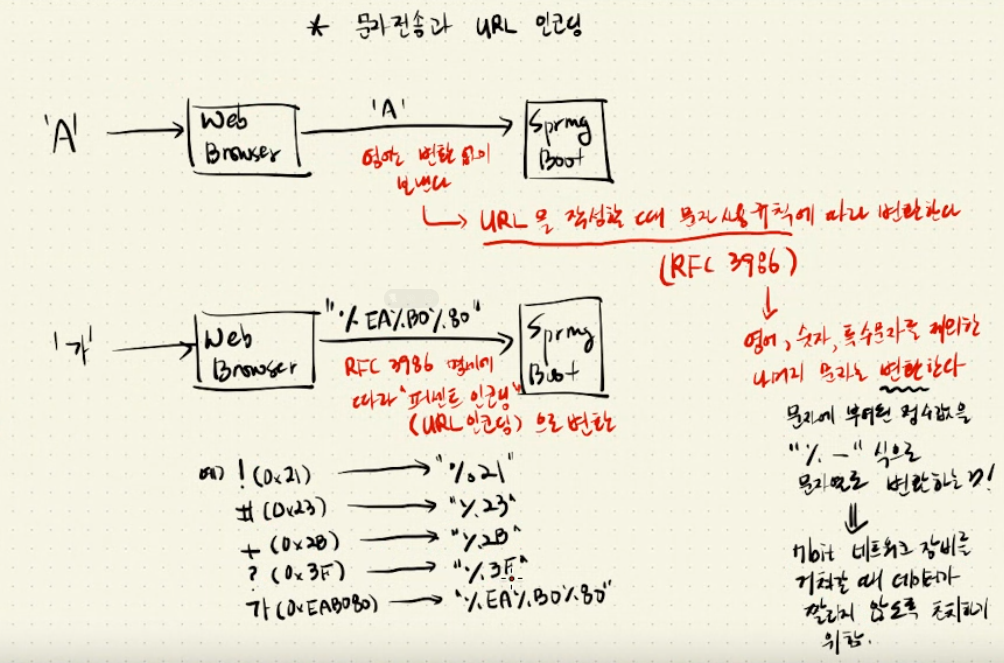 * 문자전송과 URL 인코딩
'A'
Web
Browser
'A'
영어는 변환 없이
보낸다
Spring
Boot
URL 을 작성할 때 문자 사용규칙에 따라 변환한다
(RFC 3986)
영어, 숫자, 특수문자를 제외한
나머지 문자는 변환한다
문자에 부여된 정수값을
"%_" 식으로
문자열로 변환하는 것!
7bit 네트워크 장비를
거쳐갈 때 데이터가
깔리지 않도록 조치하기
위함.
'가'
Web
Browser
"%EA%B0%80"
RFC 3986 명세에
따라 "퍼센트 인코딩"
(URL 인코딩) 으로 변환
Spring
Boot
예) ! (0x21) → "%21"
# (0x23) → "%23"
+ (0x2B) → "%2B"
? (0x3F) → "%3F"
가 (0xEAB080) → "%EA%B0%80"